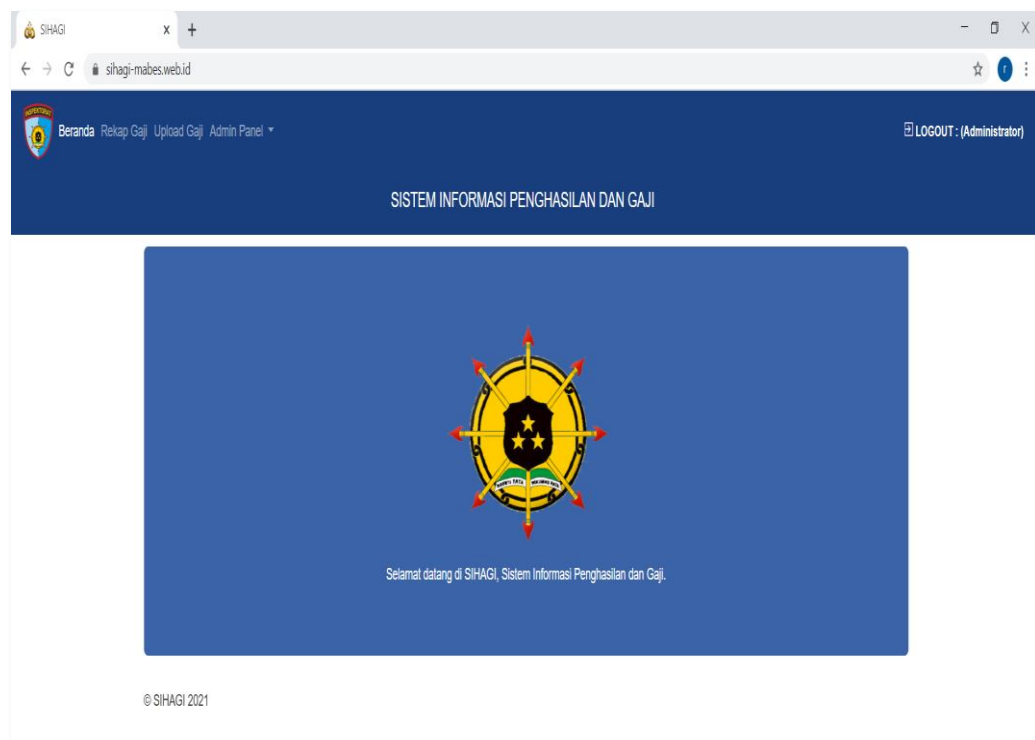 SIHAGI
sihagi-mabes.web.id
r
INSPEKTORAT
Beranda Rekap Gaji Upload Gaji Admin Panel
LOGOUT : (Administrator)
SISTEM INFORMASI PENGHASILAN DAN GAJI
Selamat datang di SIHAGI, Sistem Informasi Penghasilan dan Gaji.
© SIHAGI 2021